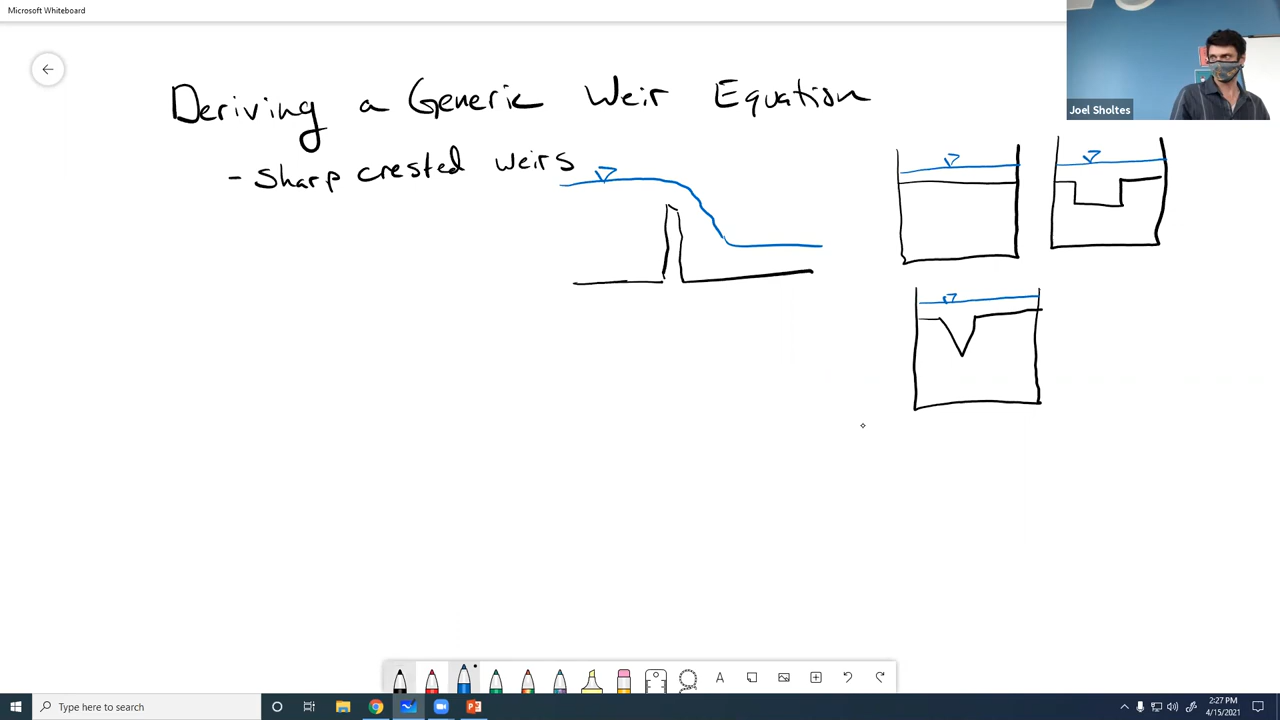 Microsoft Whiteboard
Joel Sholtes
Deriving a Generic Weir Equation
- sharp crested weirs
Type here to search
2:27 PM
4/15/2021